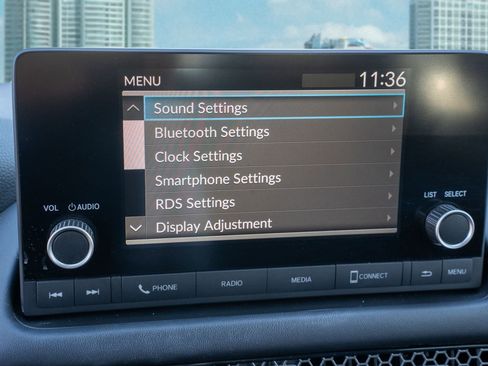 MENU 11:36
Sound Settings
Bluetooth Settings
Clock Settings
Smartphone Settings
RDS Settings
Display Adjustment
VOL AUDIO
LIST SELECT
PHONE RADIO MEDIA CONNECT MENU